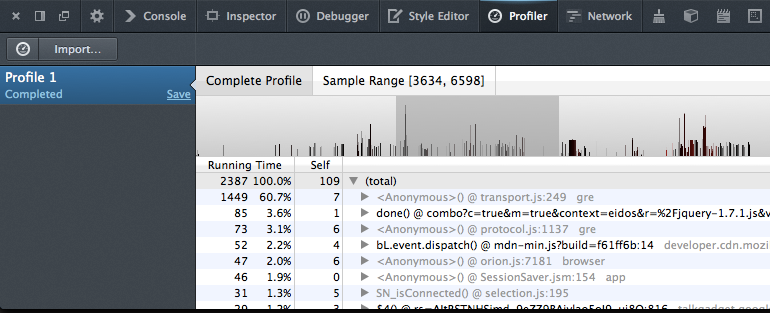 Console Inspector Debugger Style Editor Profiler Network
Import...
Profile 1
Completed Save
Complete Profile Sample Range [3634, 6598]
Running Time Self
2387 100.0% 109 (total)
1449 60.7% 7 <Anonymous>() @ transport.js:249 gre
85 3.6% 1 done() @ combo?c=true&m=true&context=eidos&r=%2Fjquery-1.7.1.js&v
73 3.1% 6 <Anonymous>() @ protocol.js:1137 gre
52 2.2% 4 bL.event.dispatch() @ mdn-min.js?build=f61ff6b:14 developer.cdn.mozi
47 2.0% 6 <Anonymous>() @ orion.js:7181 browser
46 1.9% 0 <Anonymous>() @ SessionSaver.jsm:154 app
31 1.3% 5 SN_isConnected() @ selection.js:195